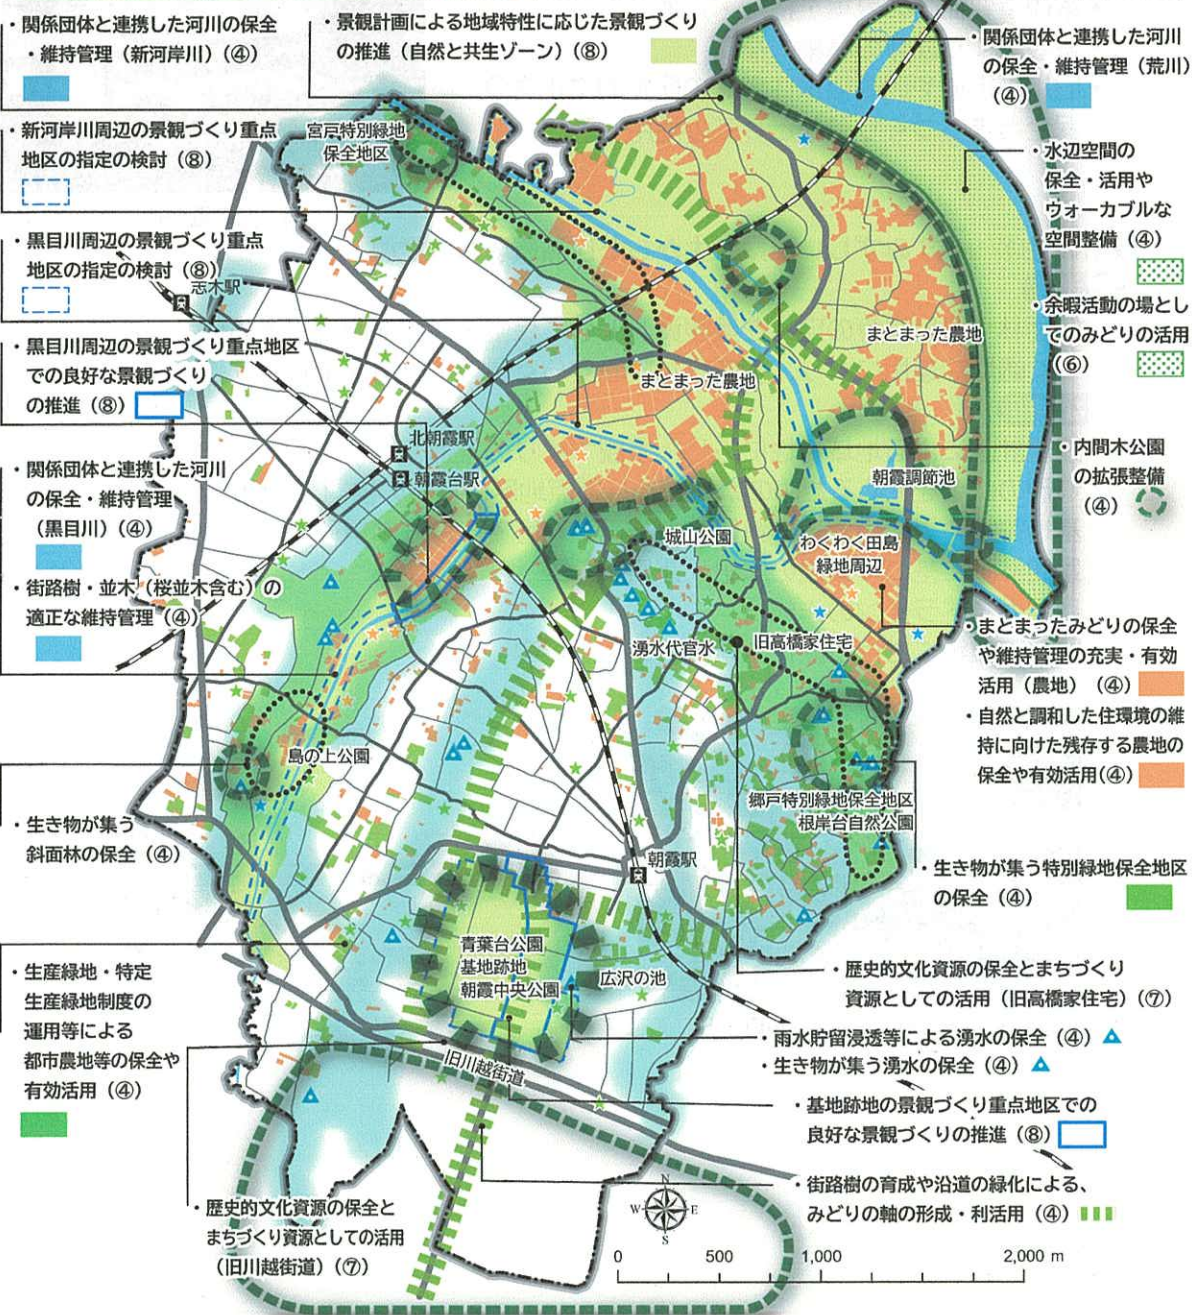 ・関係団体と連携した河川の保全
・維持管理（新河岸川）（④）
・景観計画による地域特性に応じた景観づくり
の推進（自然と共生ゾーン）（⑧）
・関係団体と連携した河川
の保全・維持管理（荒川）
（④）
・新河岸川周辺の景観づくり重点
地区の指定の検討（⑧）
宮戸特別緑地
保全地区
・水辺空間の
保全・活用や
ウォーカブルな
空間整備（④）
・黒目川周辺の景観づくり重点
地区の指定の検討（⑧）
志木駅
・余暇活動の場とし
てのみどりの活用
（⑥）
・黒目川周辺の景観づくり重点地区
での良好な景観づくり
の推進（⑧）
まとまった農地
まとまった農地
北朝霞駅
朝霞台駅
・内間木公園
の拡張整備
（④）
朝霞調節池
・関係団体と連携した河川
の保全・維持管理
（黒目川）（④）
・街路樹・並木（桜並木含む）の
適正な維持管理（④）
城山公園
わくわく田島
緑地周辺
湧水代官水
旧高橋家住宅
・まとまったみどりの保全
や維持管理の充実・有効
活用（農地）（④）
・自然と調和した住環境の維
持に向けた残存する農地の
保全や有効活用（④）
島の上公園
郷戸特別緑地保全地区
根岸台自然公園
・生き物が集う
斜面林の保全（④）
朝霞駅
・生き物が集う特別緑地保全地区
の保全（④）
青葉台公園
基地跡地
朝霞中央公園
広沢の池
・生産緑地・特定
生産緑地制度の
運用等による
都市農地等の保全や
有効活用（④）
・歴史的文化資源の保全とまちづくり
資源としての活用（旧高橋家住宅）（⑦）
・雨水貯留浸透等による湧水の保全（④）
・生き物が集う湧水の保全（④）
旧川越街道
・基地跡地の景観づくり重点地区での
良好な景観づくりの推進（⑧）
・街路樹の育成や沿道の緑化による、
みどりの軸の形成・利活用（④）
・歴史的文化資源の保全と
まちづくり資源としての活用
（旧川越街道）（⑦）
N
W
E
S
0 500 1,000 2,000 m